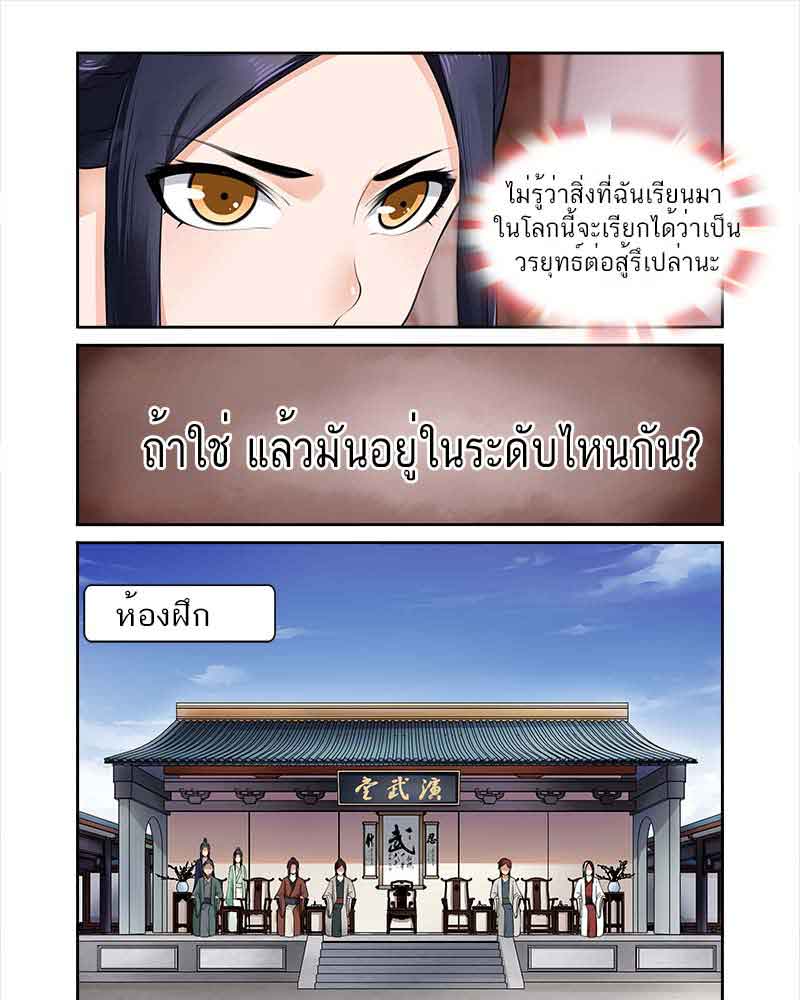 ไม่รู้ว่าสิ่งที่ฉันเรียนมา
ในโลกนี้จะเรียกได้ว่าเป็น
วรยุทธ์ต่อสู้รึเปล่านะ
ถ้าใช่ แล้วมันอยู่ในระดับไหนกัน?
ห้องฝึก
堂武演
武
忍